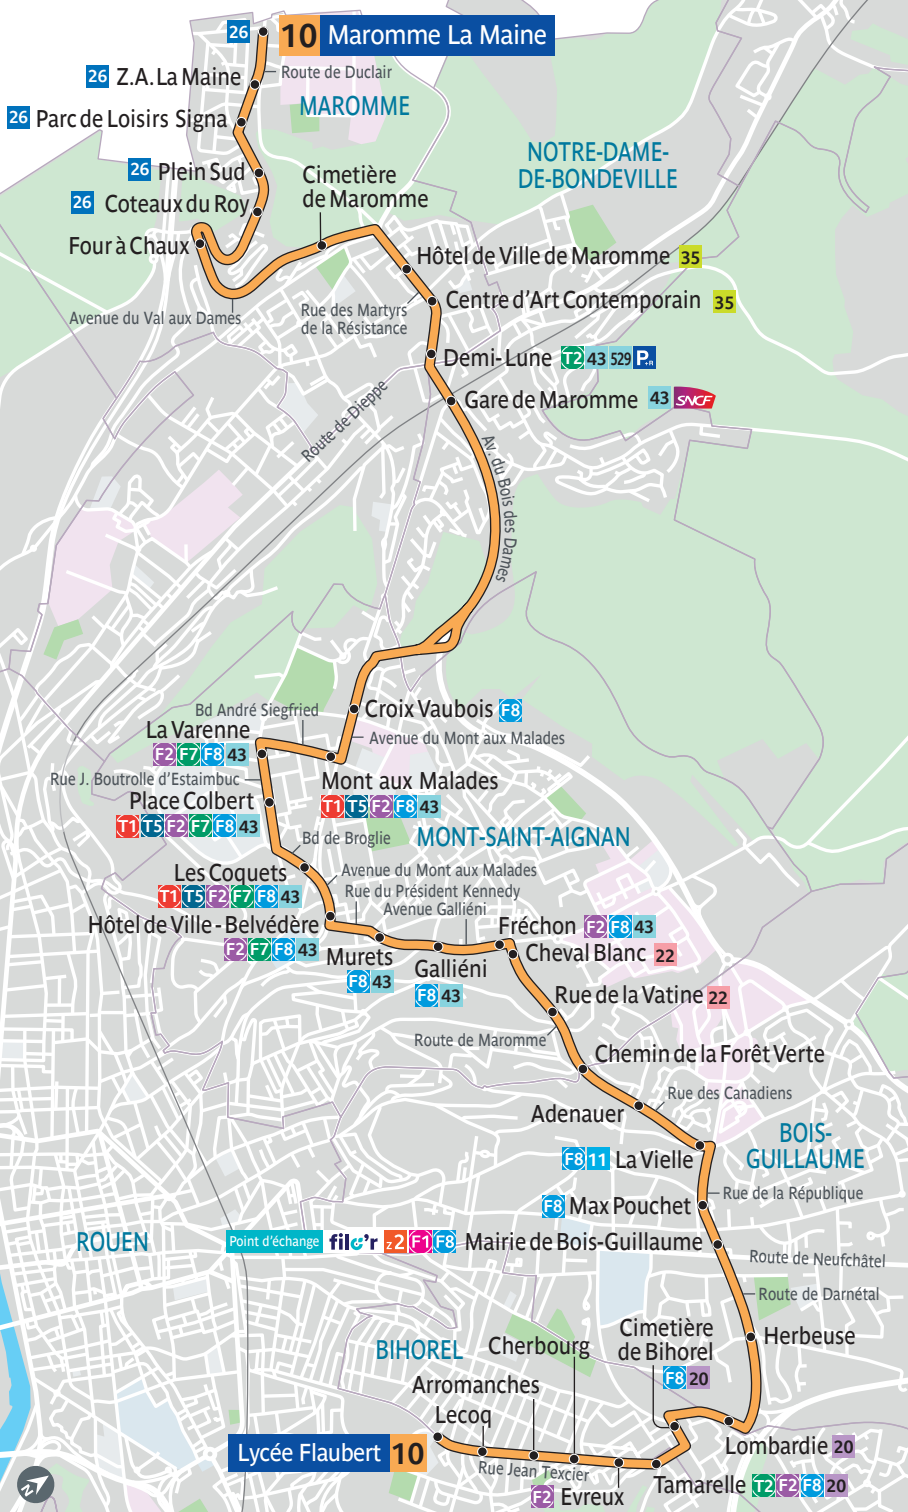 26 10 Maromme La Maine
26 Z.A. La Maine
Route de Duclair
MAROMME
26 Parc de Loisirs Signa
NOTRE-DAME-
DE-BONDEVILLE
26 Plein Sud
Cimetière
de Maromme
26 Coteaux du Roy
Four à Chaux
Hôtel de Ville de Maromme 35
Centre d'Art Contemporain 35
Avenue du Val aux Dames
Rue des Martyrs
de la Résistance
Demi-Lune T2 43 529 P+R
Gare de Maromme 43 SNCF
Route de Dieppe
Av. du Bois des Dames
Croix Vaubois F8
Bd André Siegfried
La Varenne
F2 F7 F8 43
Avenue du Mont aux Malades
Rue J. Boutrolle d'Estaimbuc
Mont aux Malades
T1 T5 F2 F8 43
Place Colbert
T1 T5 F2 F7 F8 43
Bd de Broglie
MONT-SAINT-AIGNAN
Les Coquets
T1 T5 F2 F7 F8 43
Avenue du Mont aux Malades
Rue du Président Kennedy
Avenue Galliéni
Hôtel de Ville - Belvédère
F2 F7 F8 43
Murets
F8 43
Galliéni
F8 43
Fréchon F2 F8 43
Cheval Blanc 22
Rue de la Vatine 22
Route de Maromme
Chemin de la Forêt Verte
Rue des Canadiens
Adenauer
BOIS-
GUILLAUME
F8 11 La Vielle
Rue de la République
F8 Max Pouchet
ROUEN
Point d'échange filo'r z2 F1 F8 Mairie de Bois-Guillaume
Route de Neufchâtel
Route de Darnétal
Herbeuse
Cimetière
de Bihorel
F8 20
BIHOREL
Cherbourg
Arromanches
Lecoq
Lycée Flaubert 10
Rue Jean Texcier
F2 Evreux
Lombardie 20
Tamarelle T2 F2 F8 20